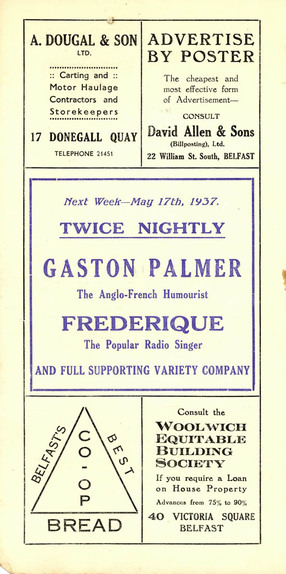 A. DOUGAL & SON
LTD.
:: Carting and ::
Motor Haulage
Contractors and
Storekeepers
17 DONEGALL QUAY
TELEPHONE 21451
ADVERTISE
BY POSTER
The cheapest and
most effective form
of Advertisement—
CONSULT
David Allen & Sons
(Billposting), Ltd.
22 William St. South, BELFAST
Next Week—May 17th, 1937.
TWICE NIGHTLY
GASTON PALMER
The Anglo-French Humourist
FREDERIQUE
The Popular Radio Singer
AND FULL SUPPORTING VARIETY COMPANY
BELFAST'S
BEST
CO-OP
BREAD
Consult the
WOOLWICH
EQUITABLE
BUILDING
SOCIETY
If you require a Loan
on House Property
Advances from 75% to 90%
40 VICTORIA SQUARE
BELFAST